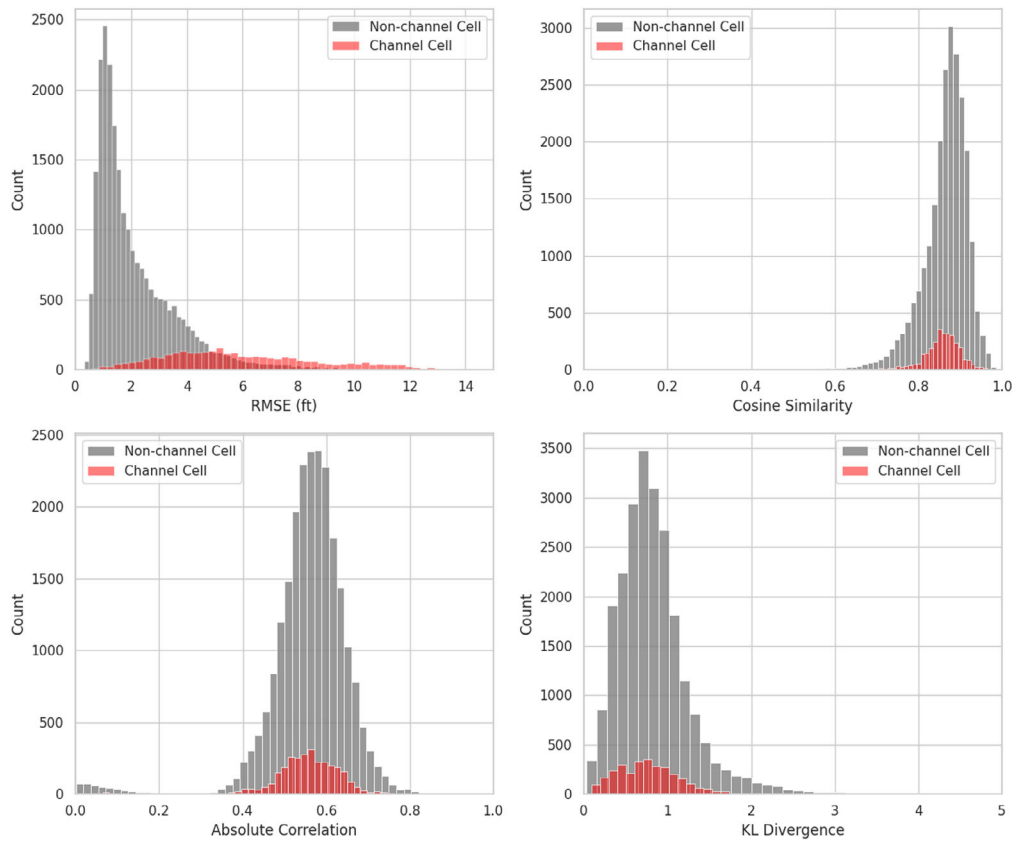 2500
2000
1500
1000
500
0
Count
Non-channel Cell
Channel Cell
0 2 4 6 8 10 12 14
RMSE (ft)
3000
2500
2000
1500
1000
500
0
Count
Non-channel Cell
Channel Cell
0.0 0.2 0.4 0.6 0.8 1.0
Cosine Similarity
2500
2000
1500
1000
500
0
Count
Non-channel Cell
Channel Cell
0.0 0.2 0.4 0.6 0.8 1.0
Absolute Correlation
3500
3000
2500
2000
1500
1000
500
0
Count
Non-channel Cell
Channel Cell
0 1 2 3 4 5
KL Divergence